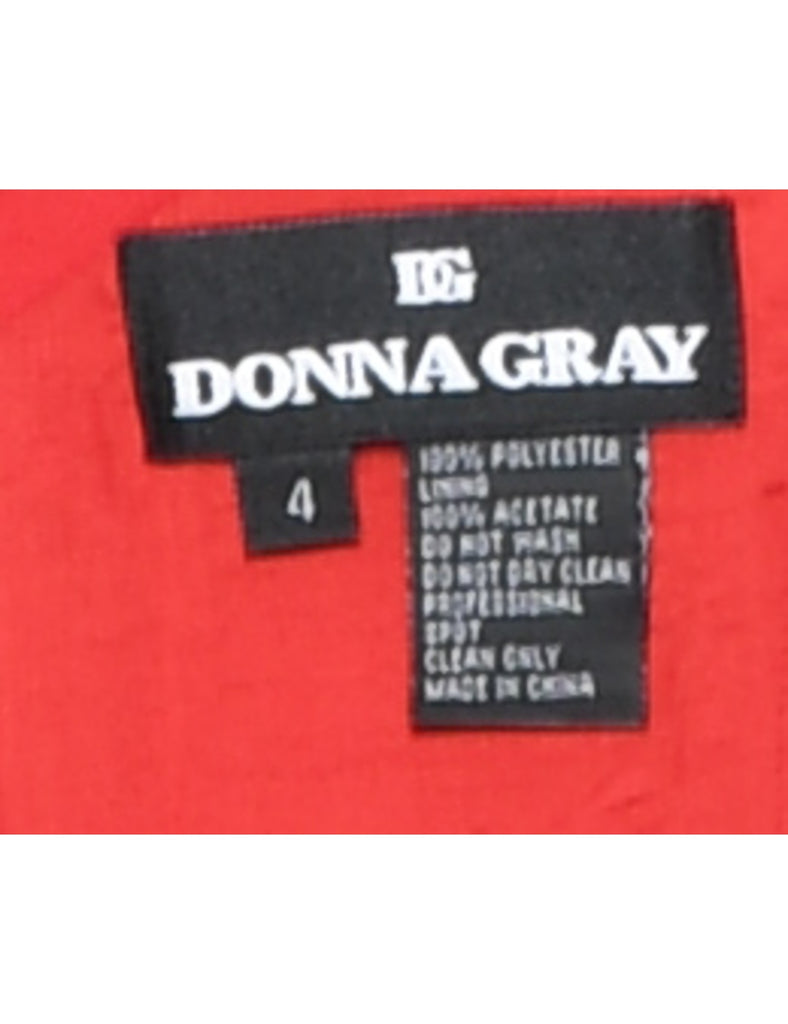 DG
DONNA GRAY
4
100% POLYESTER
LINING
100% ACETATE
DO NOT WASH
DO NOT DRY CLEAN
PROFESSIONAL
SPOT
CLEAN ONLY
MADE IN CHINA